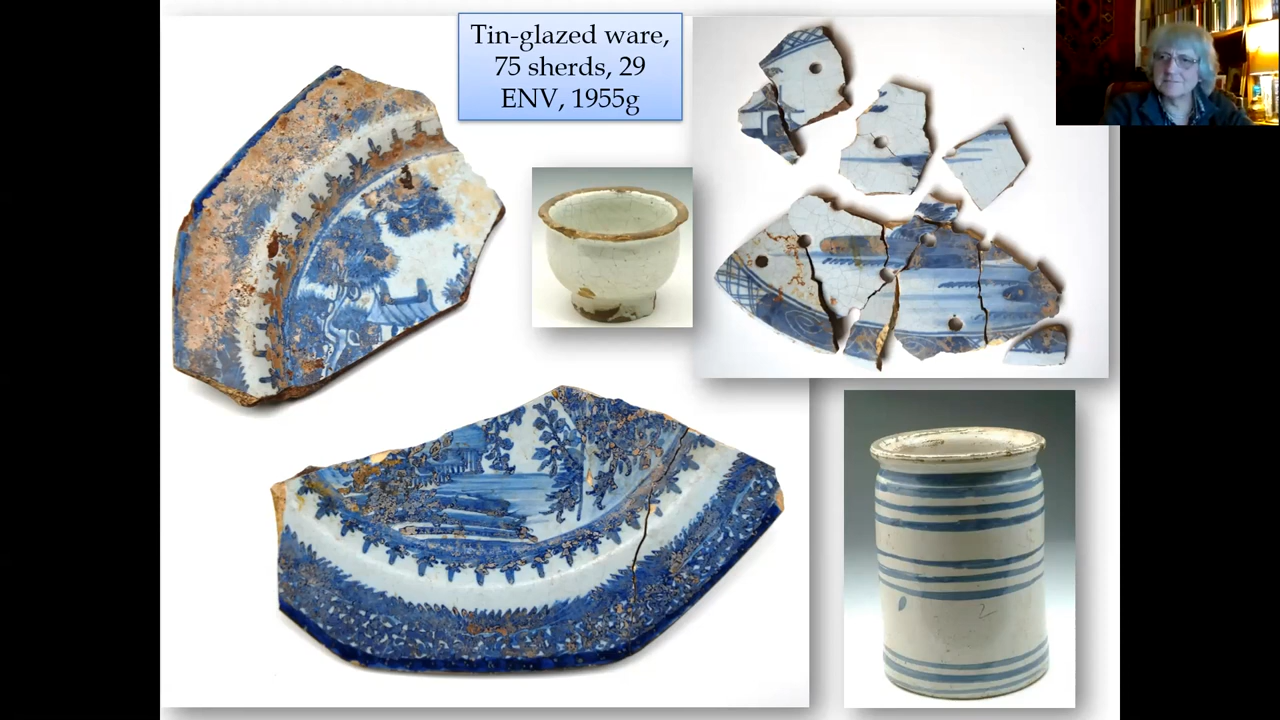 Tin-glazed ware,
75 sherds, 29
ENV, 1955g